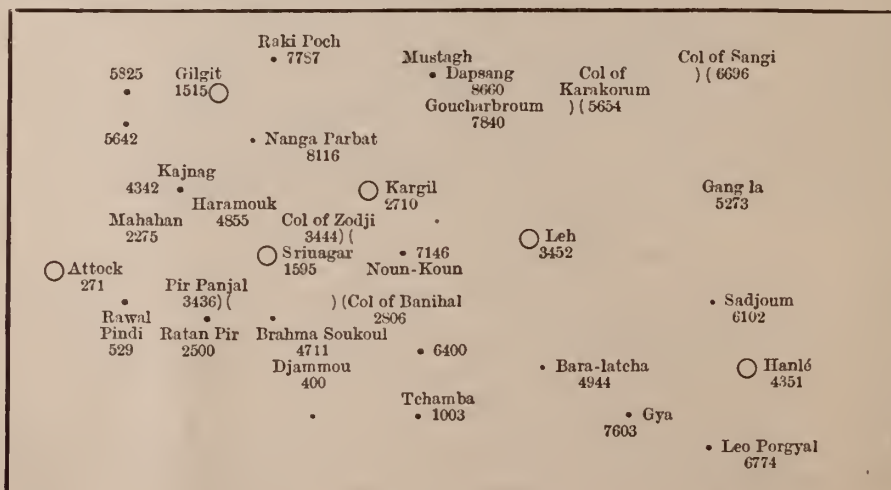 Raki Poch
7787
Mustagh
Dapsang
8660
Goucharbroum
7840
Col of
Karakorum
) ( 5654
Col of Sangi
) ( 6696
5825
Gilgit
1515
5642
Nanga Parbat
8116
Kajnag
4342
Haramouk
4855
Kargil
2710
Gang la
5273
Mahahan
2275
Col of Zodji
3444) (
Leh
3452
Attock
271
Srinagar
1595
7146
Noun-Koun
Pir Panjal
3436) (
) (Col of Banihal
2806
Sadjoum
6102
Rawal
Pindi
529
Ratan Pir
2500
Brahma Soukoul
4711
6400
Djammou
400
Bara-latcha
4944
Hanlé
4351
Tchamba
1003
Gya
7603
Leo Porgyal
6774